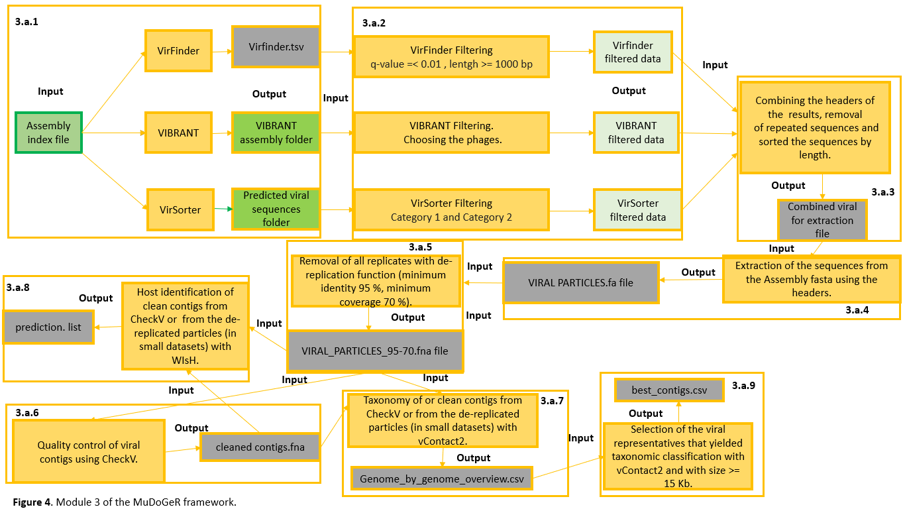 3.a.1
Input
Assembly
index file
VirFinder
VIBRANT
VirSorter
Virfinder.tsv
Output
VIBRANT
assembly folder
Predicted viral
sequences
folder
Input
3.a.2
VirFinder Filtering
q-value =< 0.01 , lentgh >= 1000 bp
VIBRANT Filtering.
Choosing the phages.
VirSorter Filtering
Category 1 and Category 2
Virfinder
filtered data
Output
VIBRANT
filtered data
VirSorter
filtered data
Input
Combining the headers of
the results, removal
of repeated sequences and
sorted the sequences by
length.
Output
3.a.3
Combined viral
for extraction
file
Input
Extraction of the sequences from
the Assembly fasta using the
headers.
3.a.4
Output
VIRAL PARTICLES.fa file
Input
3.a.5
Removal of all replicates with de-
replication function (minimum
identity 95 %, minimum
coverage 70 %).
Output
Input
VIRAL_PARTICLES_95-70.fna file
Input
3.a.8
Host identification of
clean contigs from
CheckV or from the de-
replicated particles (in
small datasets) with
WIsH.
Output
prediction. list
Input
Input
Input
3.a.6
Quality control of viral
contigs using CheckV.
Output
cleaned contigs.fna
3.a.7
Taxonomy of or clean contigs from
CheckV or from the de-replicated
particles (in small datasets) with
vContact2.
Output
Genome_by_genome_overview.csv
Input
3.a.9
best_contigs.csv
Output
Selection of the viral
representatives that yielded
taxonomic classification with
vContact2 and with size >=
15 Kb.
Figure 4. Module 3 of the MuDoGeR framework.